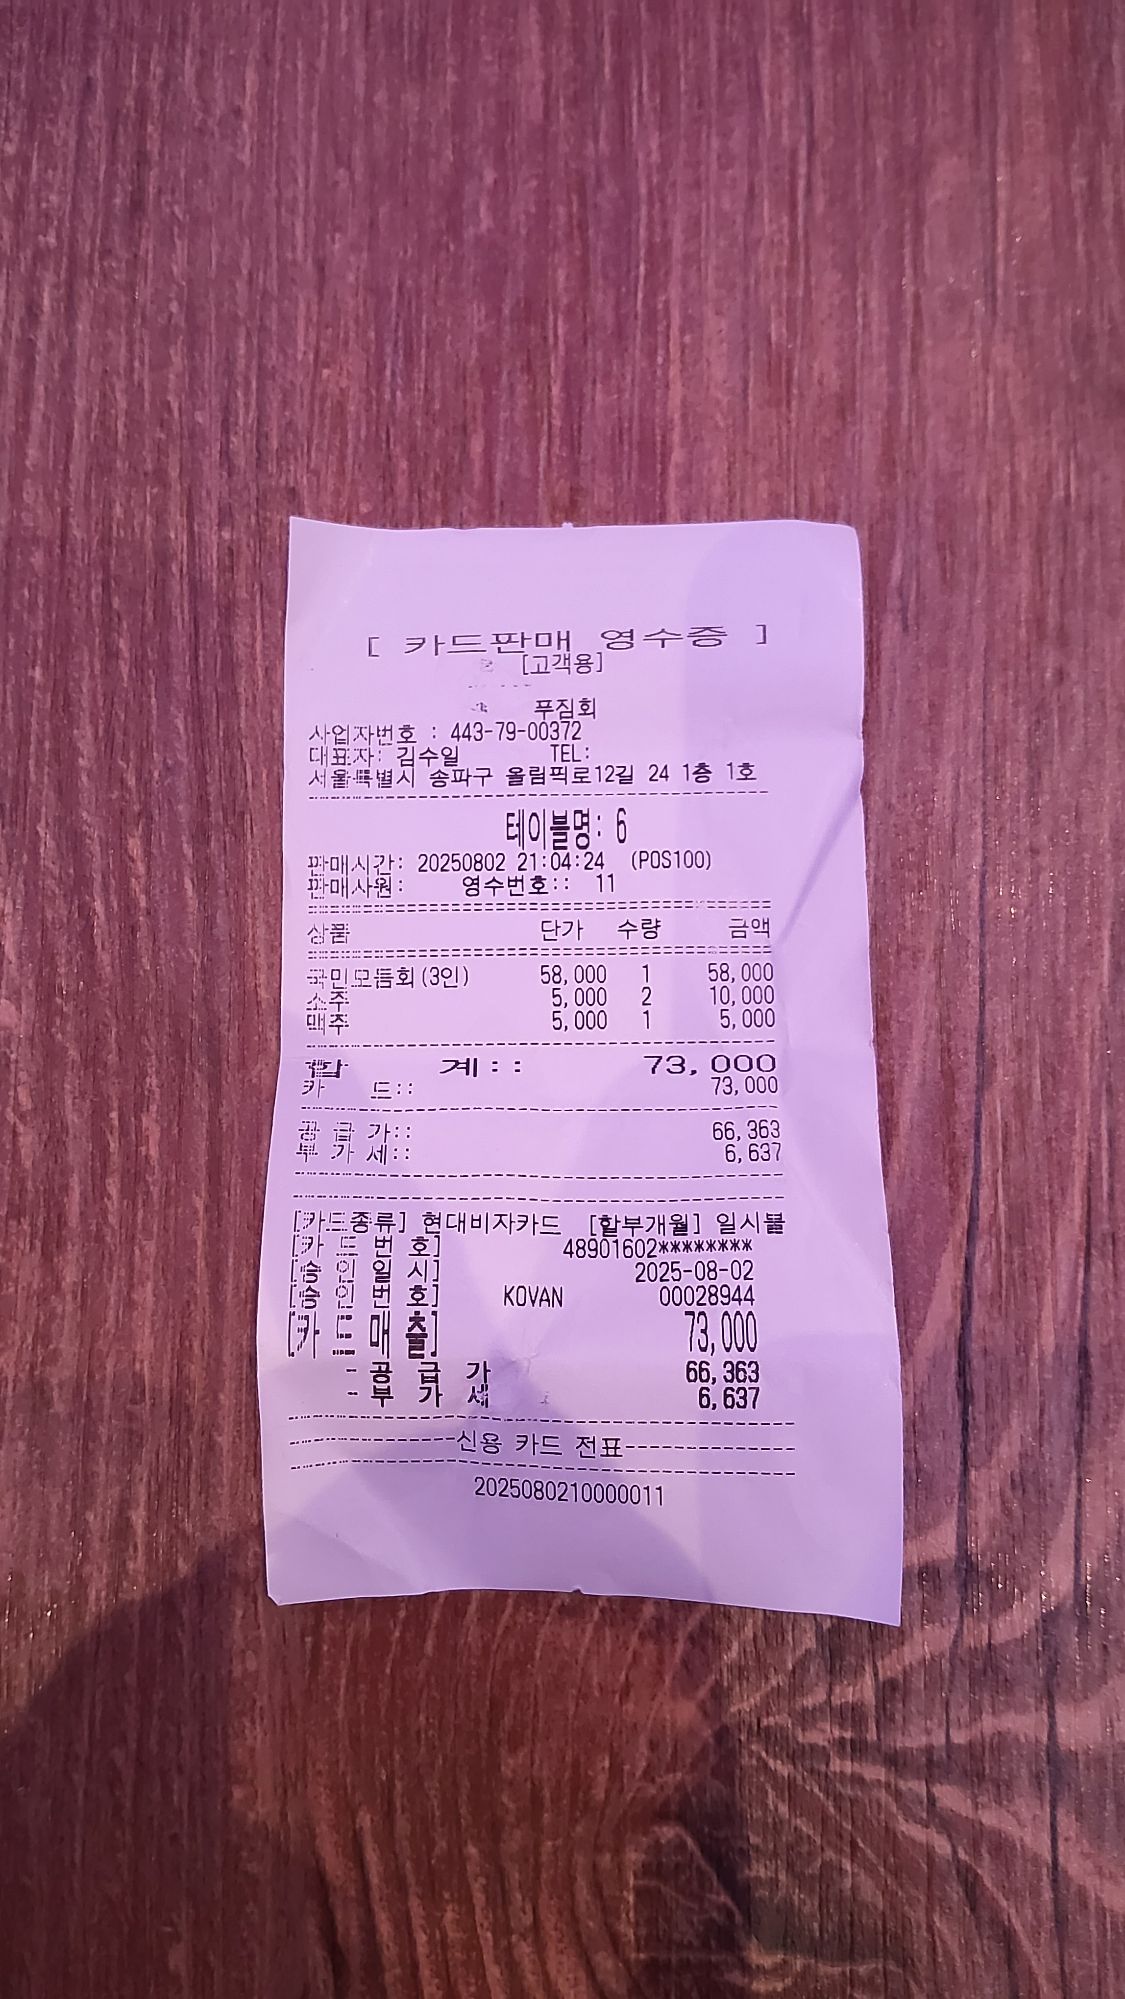 [ 카드판매 영수증 ]
[고객용]
푸짐회
사업자번호 : 443-79-00372
대표자: 김수일 TEL:
서울특별시 송파구 올림픽로12길 24 1층 1호
테이블명: 6
판매시간: 20250802 21:04:24 (POS100)
판매사원: 영수번호:: 11
상품 단가 수량 금액
국민모듬회(3인) 58,000 1 58,000
소주 5,000 2 10,000
맥주 5,000 1 5,000
합 계:: 73,000
카 드:: 73,000
공 급 가:: 66,363
부 가 세:: 6,637
[카드종류] 현대비자카드 [할부개월] 일시불
[카 드 번 호] 48901602********
[승 인 일 시] 2025-08-02
[승 인 번 호] KOVAN 00028944
[카 드 매 출] 73,000
- 공 급 가 66,363
- 부 가 세 6,637
신용 카드 전표
2025080210000011